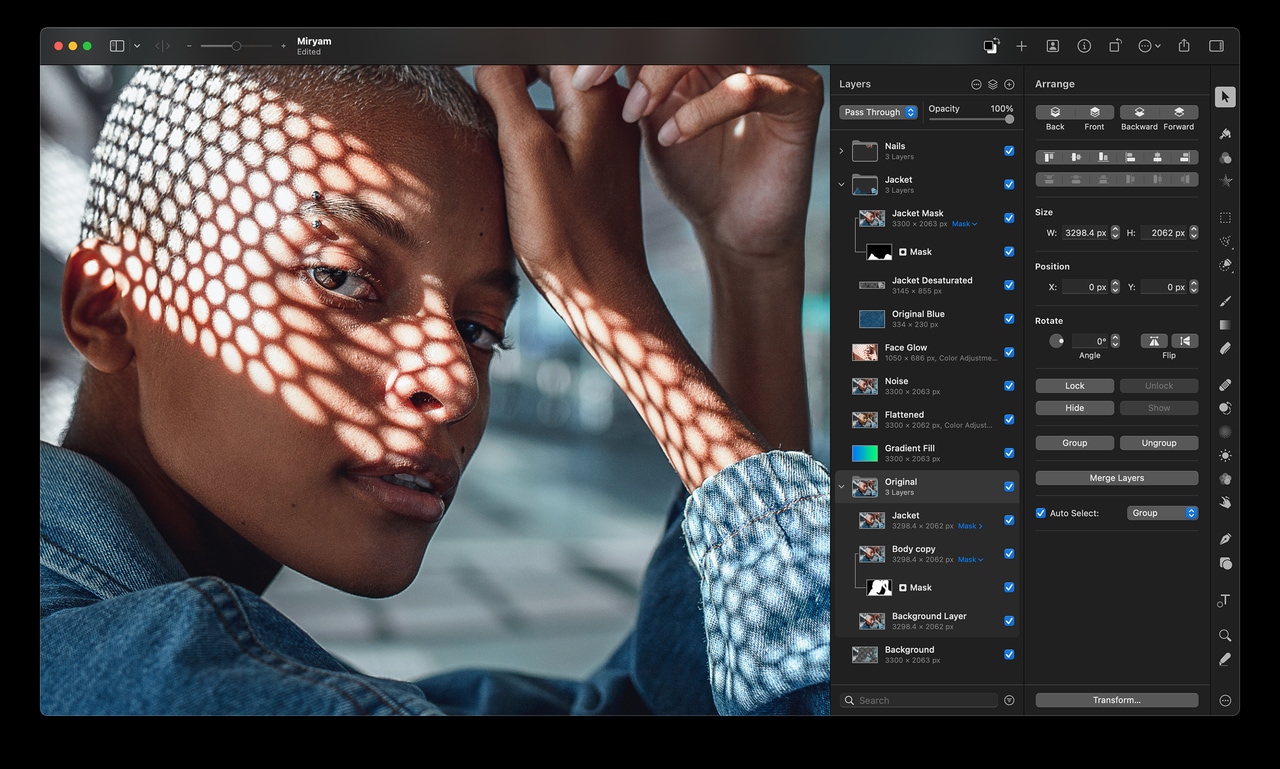 Miryam
Edited
Layers
Pass Through
Opacity 100%
Nails
3 Layers
Jacket
3 Layers
Jacket Mask
3300 × 2063 px Mask
Mask
Jacket Desaturated
3145 × 855 px
Original Blue
334 × 230 px
Face Glow
1050 × 686 px, Color Adjustme...
Noise
3300 × 2063 px
Flattened
3300 × 2062 px, Color Adjust...
Gradient Fill
3300 × 2063 px
Original
3 Layers
Jacket
3298.4 × 2062 px Mask
Body copy
3298.4 × 2062 px Mask
Mask
Background Layer
3298.4 × 2062 px
Background
3300 × 2063 px
Search
Arrange
Back Front Backward Forward
Size
W: 3298.4 px H: 2062 px
Position
X: 0 px Y: 0 px
Rotate
0°
Angle Flip
Lock Unlock
Hide Show
Group Ungroup
Merge Layers
Auto Select: Group
Transform...